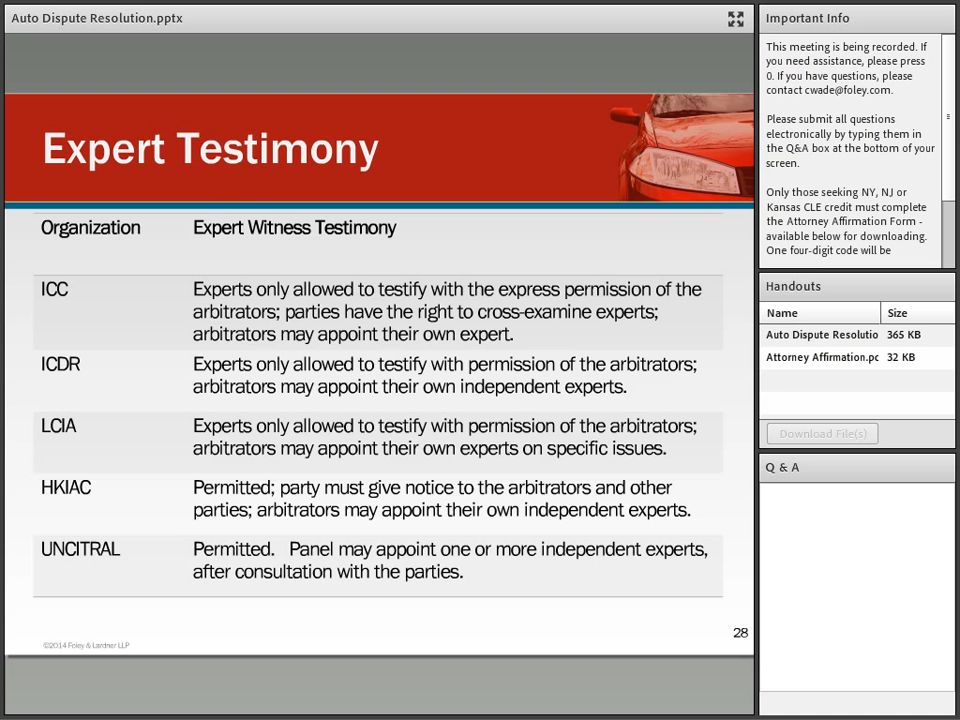 Auto Dispute Resolution.pptx
Expert Testimony
Organization Expert Witness Testimony
ICC Experts only allowed to testify with the express permission of the
arbitrators; parties have the right to cross-examine experts;
arbitrators may appoint their own expert.
ICDR Experts only allowed to testify with permission of the arbitrators;
arbitrators may appoint their own independent experts.
LCIA Experts only allowed to testify with permission of the arbitrators;
arbitrators may appoint their own experts on specific issues.
HKIAC Permitted; party must give notice to the arbitrators and other
parties; arbitrators may appoint their own independent experts.
UNCITRAL Permitted. Panel may appoint one or more independent experts,
after consultation with the parties.
28
©2014 Foley & Lardner LLP
Important Info
This meeting is being recorded. If
you need assistance, please press
0. If you have questions, please
contact cwade@foley.com.
Please submit all questions
electronically by typing them in
the Q&A box at the bottom of your
screen.
Only those seeking NY, NJ or
Kansas CLE credit must complete
the Attorney Affirmation Form -
available below for downloading.
One four-digit code will be
Handouts
Name Size
Auto Dispute Resolutio 365 KB
Attorney Affirmation.pc 32 KB
Download File(s)
Q & A